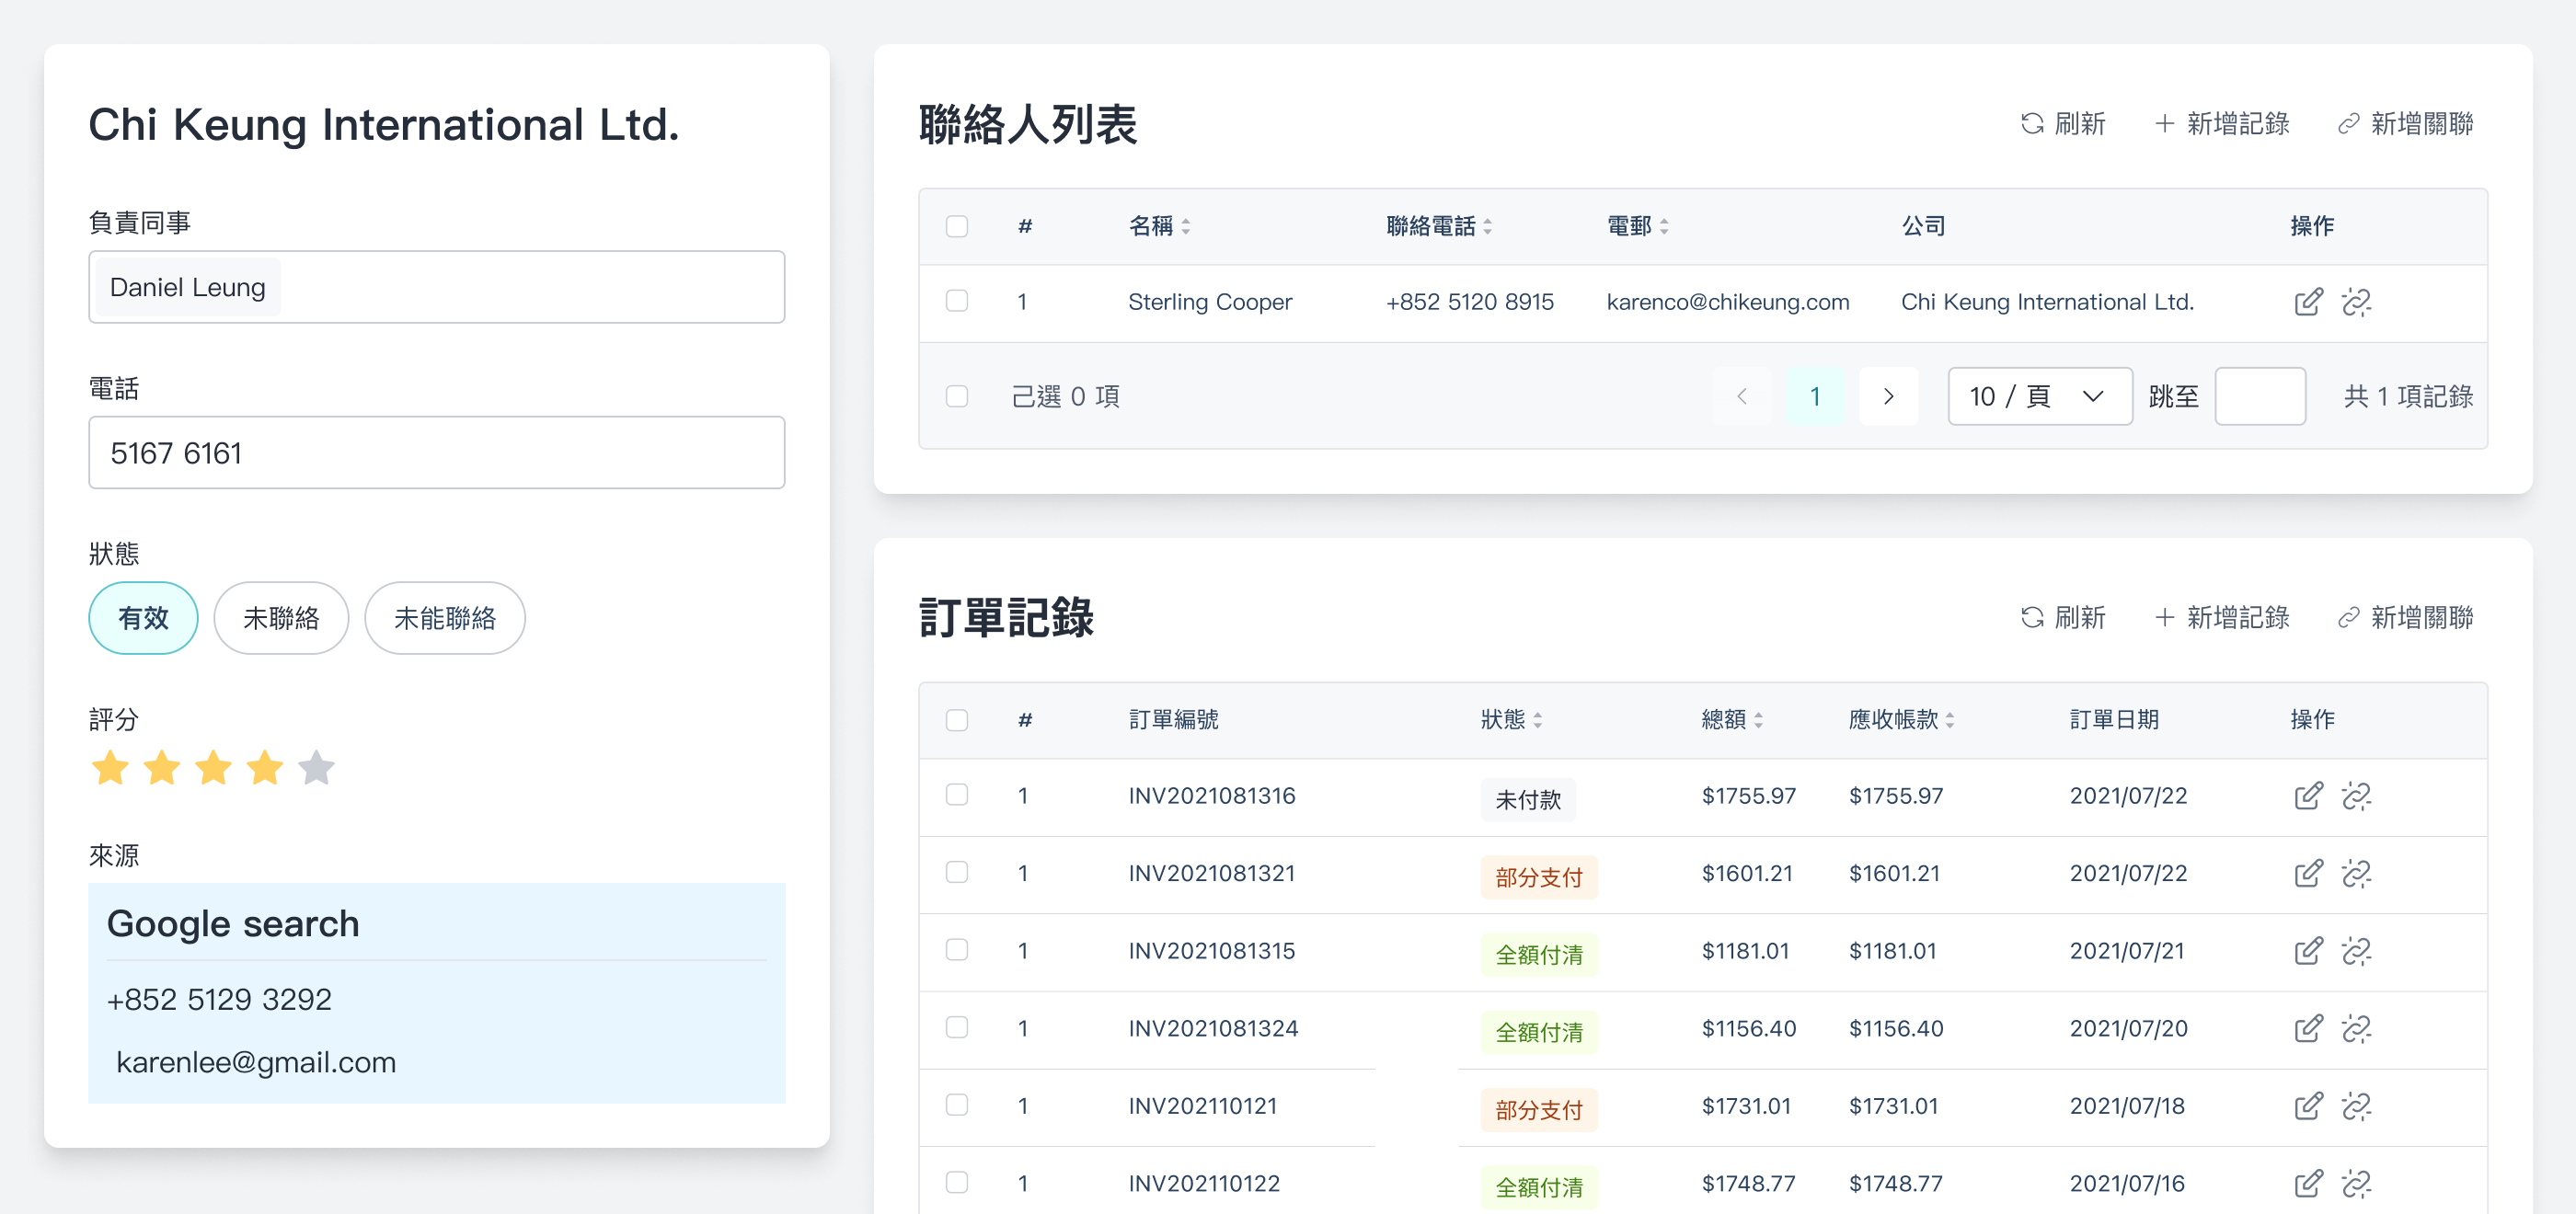 Chi Keung International Ltd.
負責同事
Daniel Leung
電話
5167 6161
狀態
有效 未聯絡 未能聯絡
評分
來源
Google search
+852 5129 3292
karenlee@gmail.com
聯絡人列表 刷新 新增記錄 新增關聯
# 名稱 聯絡電話 電郵 公司 操作
1 Sterling Cooper +852 5120 8915 karenco@chikeung.com Chi Keung International Ltd.
己選 0 項 1 10 / 頁 跳至 共 1 項記錄
訂單記錄 刷新 新增記錄 新增關聯
# 訂單編號 狀態 總額 應收帳款 訂單日期 操作
1 INV2021081316 未付款 $1755.97 $1755.97 2021/07/22
1 INV2021081321 部分支付 $1601.21 $1601.21 2021/07/22
1 INV2021081315 全額付清 $1181.01 $1181.01 2021/07/21
1 INV2021081324 全額付清 $1156.40 $1156.40 2021/07/20
1 INV202110121 部分支付 $1731.01 $1731.01 2021/07/18
1 INV202110122 全額付清 $1748.77 $1748.77 2021/07/16